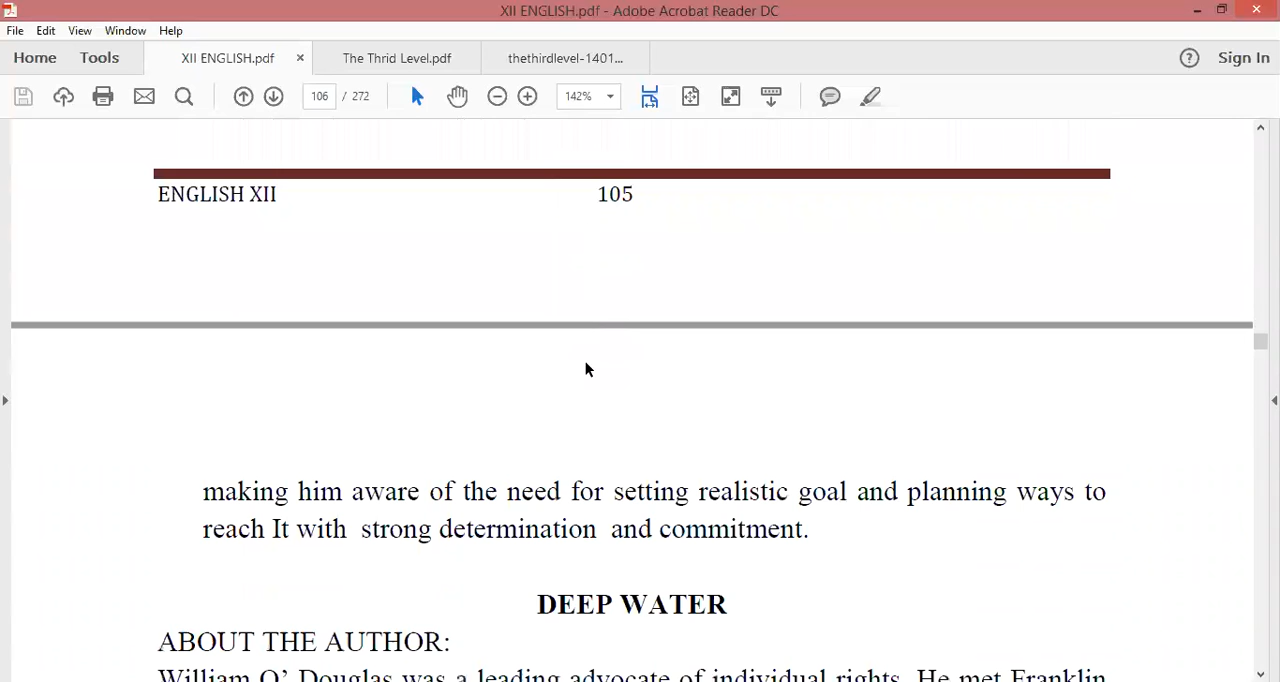 XII ENGLISH.pdf - Adobe Acrobat Reader DC
File Edit View Window Help
Home Tools XII ENGLISH.pdf × The Thrid Level.pdf thethirdlevel-1401... ? Sign In
106 / 272 142%
ENGLISH XII 105
making him aware of the need for setting realistic goal and planning ways to
reach It with strong determination and commitment.
DEEP WATER
ABOUT THE AUTHOR:
William O' Douglas was a leading advocate of individual rights. He met Franklin